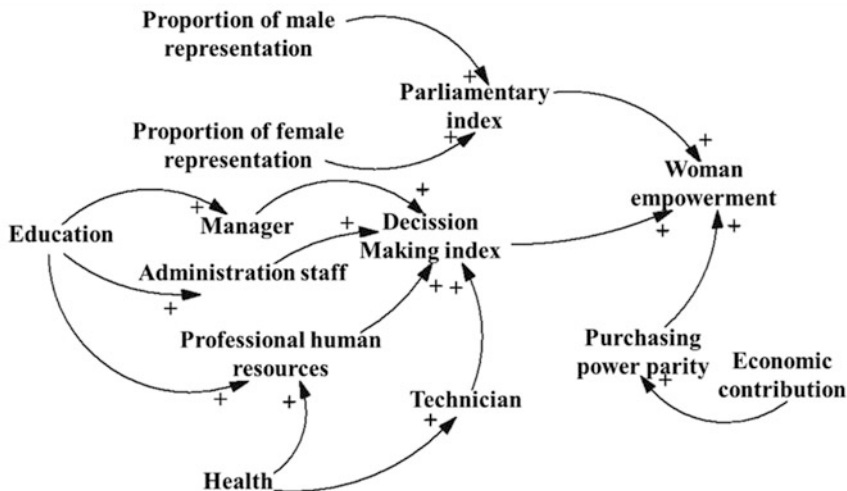 Proportion of male
representation
+
Parliamentary
index
+
Proportion of female
representation
+
Woman
empowerment
+
+
+
Manager
+
Decission
Making index
+
Education
Administration staff
+
+
+
Professional human
resources
+
+
Technician
+
Purchasing
power parity
+
Economic
contribution
Health